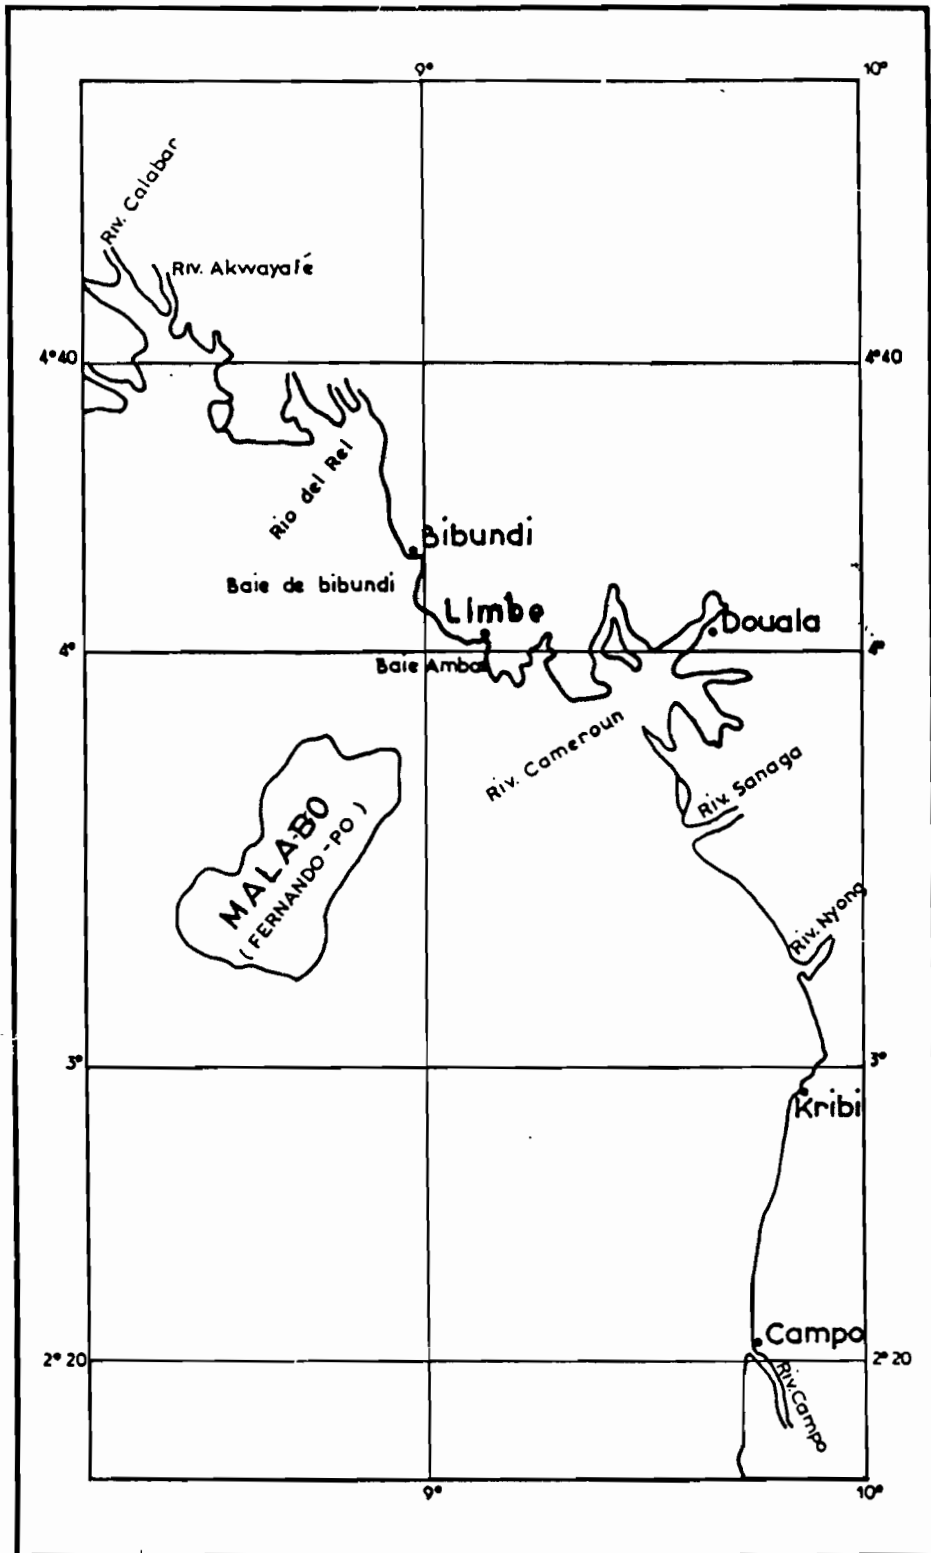 9°
10°
Riv. Calabar
Riv. Akwayafé
4°40
4°40
Rio del Rel
Bibundi
Baie de bibundi
Limbe
Douala
4°
4°
Baie Ambas
Riv. Cameroun
Riv. Sanaga
MALABO
(FERNANDO-PO)
Riv. Nyong
3°
3°
Kribi
Campo
2°20
2°20
Riv. Campo
9°
10°